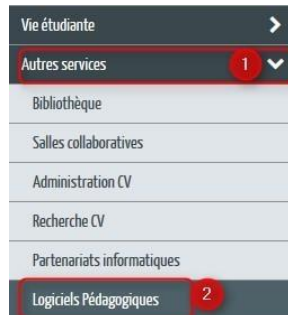 Vie étudiante
Autres services 1
Bibliothèque
Salles collaboratives
Administration CV
Recherche CV
Partenariats informatiques
Logiciels Pédagogiques 2